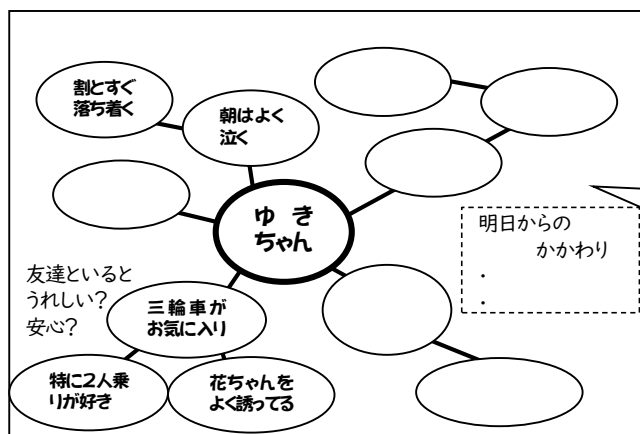 割とすぐ
落ち着く
朝はよく
泣く
ゆ き
ちゃん
明日からの
かかわり
・
・
友達といると
うれしい?
安心?
三輪車が
お気に入り
特に2人乗
りが好き
花ちゃんを
よく誘ってる